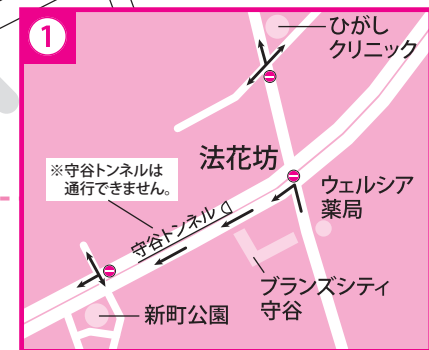 1
ひがし
クリニック
法花坊
※守谷トンネルは
通行できません。
ウェルシア
薬局
守谷トンネル
ブランズシティ
守谷
新町公園